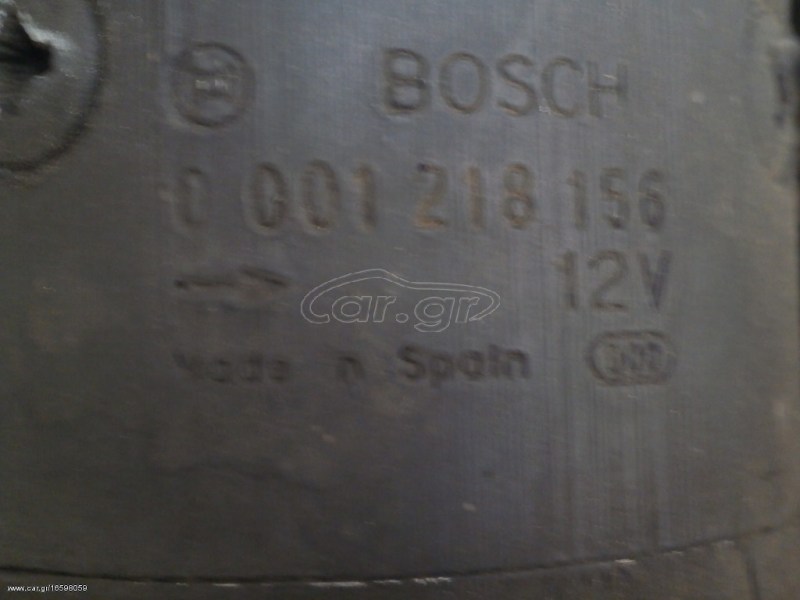 BOSCH
0 001 218 156
12V
car.gr
Made in Spain
www.car.gr/16598059